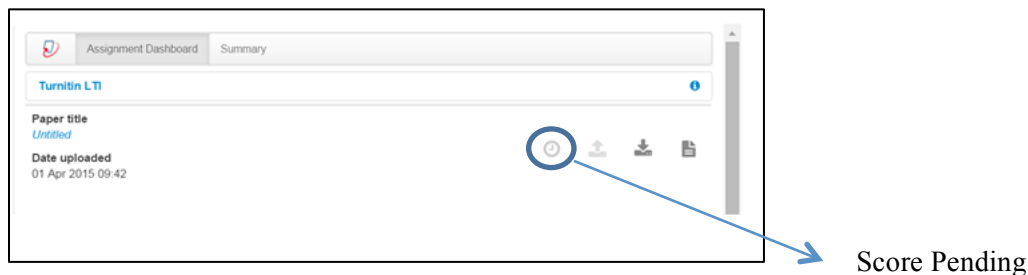 Assignment Dashboard Summary
Turnitin LTI
Paper title
Untitled
Date uploaded
01 Apr 2015 09:42
Score Pending